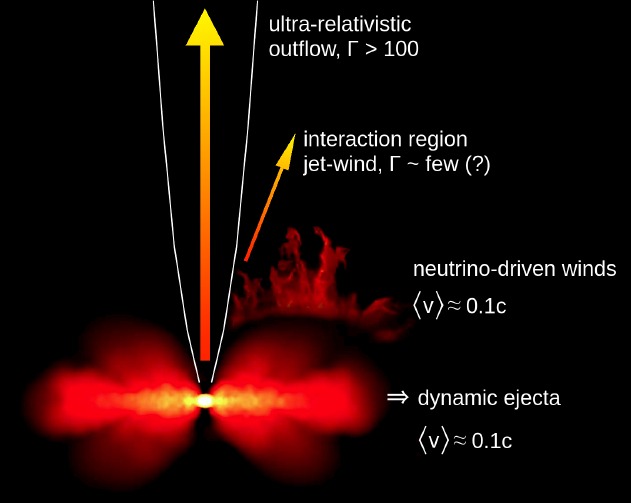 ultra-relativistic
outflow, Γ > 100
interaction region
jet-wind, Γ ~ few (?)
neutrino-driven winds
⟨v⟩≈ 0.1c
⇒ dynamic ejecta
⟨v⟩≈ 0.1c